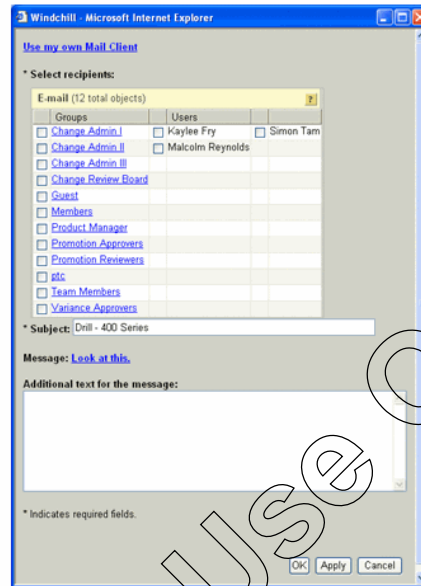 Windchill - Microsoft Internet Explorer
Use my own Mail Client
* Select recipients:
E-mail (12 total objects) ?
Groups Users
Change Admin I Kaylee Fry Simon Tam
Change Admin II Malcolm Reynolds
Change Admin III
Change Review Board
Guest
Members
Product Manager
Promotion Approvers
Promotion Reviewers
ptc
Team Members
Variance Approvers
* Subject: Drill - 400 Series
Message: Look at this.
Additional text for the message:
* Indicates required fields.
OK Apply Cancel
Use O